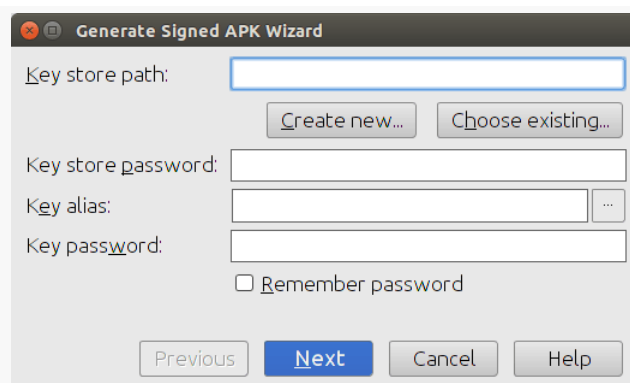 Generate Signed APK Wizard
Key store path:
Create new... Choose existing...
Key store password:
Key alias: ...
Key password:
Remember password
Previous Next Cancel Help